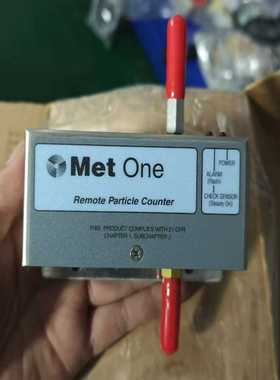 Met One
Remote Particle Counter
POWER
ALARM
(Flash)
CHECK SENSOR
(Steady On)
THIS PRODUCT COMPLIES WITH 21 CFR
CHAPTER 1, SUBCHAPTER J